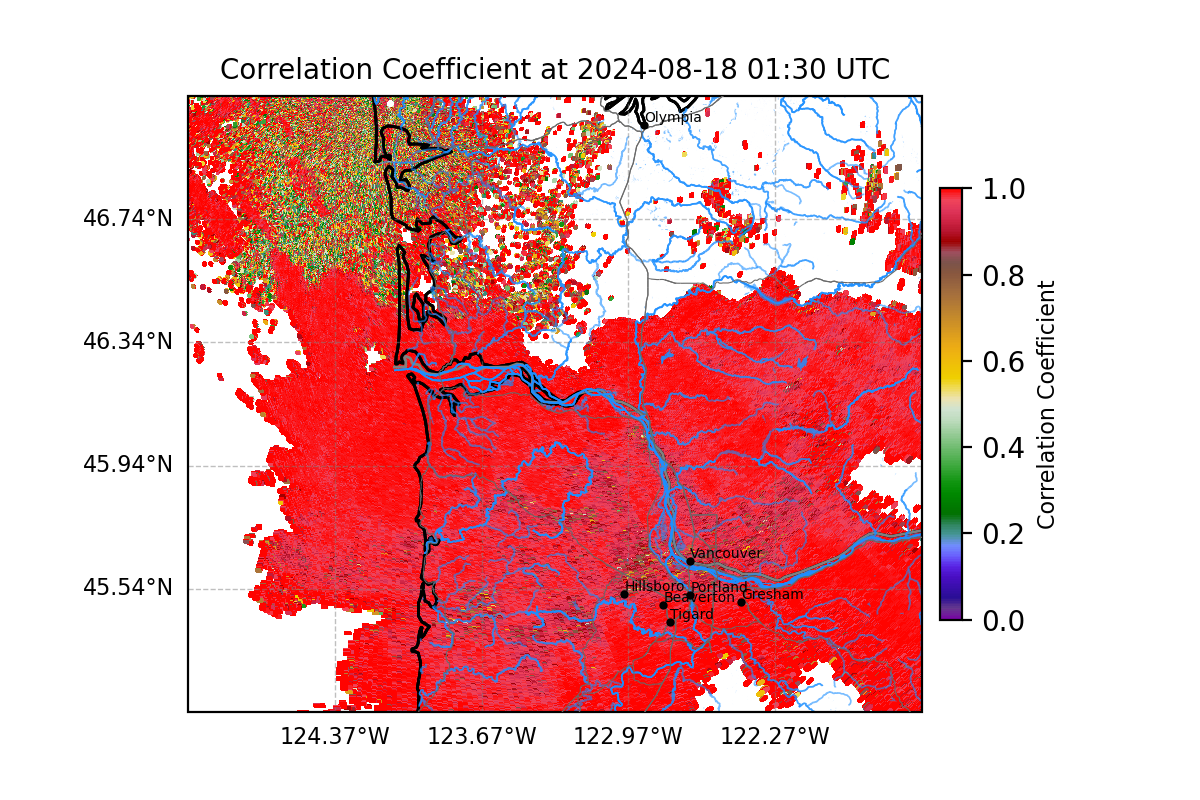 Correlation Coefficient at 2024-08-18 01:30 UTC
Olympia
46.74°N
46.34°N
45.94°N
45.54°N
Vancouver
Hillsboro
Portland
Beaverton
Gresham
Tigard
124.37°W
123.67°W
122.97°W
122.27°W
1.0
0.8
0.6
0.4
0.2
0.0
Correlation Coefficient